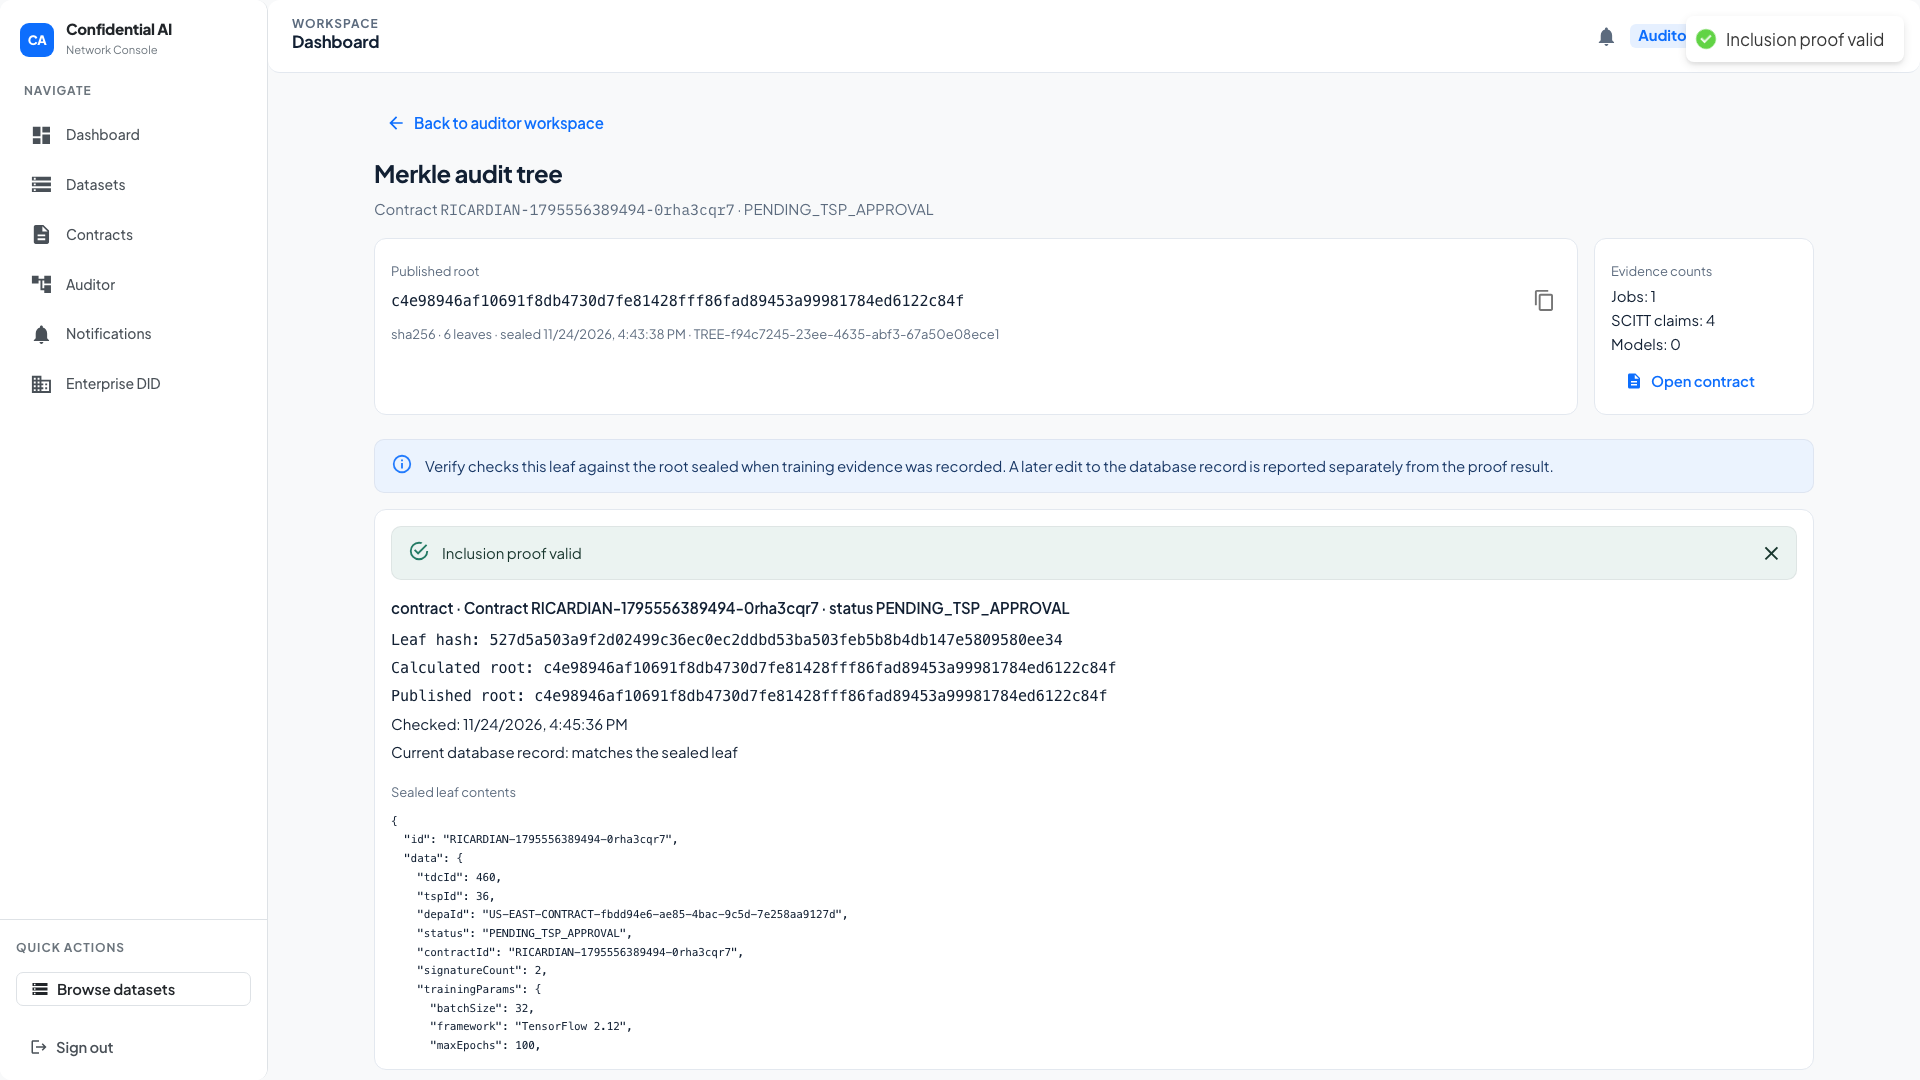 CA
Confidential AI
Network Console
NAVIGATE
Dashboard
Datasets
Contracts
Auditor
Notifications
Enterprise DID
QUICK ACTIONS
Browse datasets
Sign out
WORKSPACE
Dashboard
Audito
Inclusion proof valid
Back to auditor workspace
Merkle audit tree
Contract RICARDIAN-1795556389494-0rha3cqr7 · PENDING_TSP_APPROVAL
Published root
c4e98946af10691f8db4730d7fe81428fff86fad89453a99981784ed6122c84f
sha256 · 6 leaves · sealed 11/24/2026, 4:43:38 PM · TREE-f94c7245-23ee-4635-abf3-67a50e08ece1
Evidence counts
Jobs: 1
SCITT claims: 4
Models: 0
Open contract
Verify checks this leaf against the root sealed when training evidence was recorded. A later edit to the database record is reported separately from the proof result.
Inclusion proof valid
contract · Contract RICARDIAN-1795556389494-0rha3cqr7 · status PENDING_TSP_APPROVAL
Leaf hash: 527d5a503a9f2d02499c36ec0ec2ddbd53ba503feb5b8b4db147e5809580ee34
Calculated root: c4e98946af10691f8db4730d7fe81428fff86fad89453a99981784ed6122c84f
Published root: c4e98946af10691f8db4730d7fe81428fff86fad89453a99981784ed6122c84f
Checked: 11/24/2026, 4:45:36 PM
Current database record: matches the sealed leaf
Sealed leaf contents
{
"id": "RICARDIAN-1795556389494-0rha3cqr7",
"data": {
"tdcId": 460,
"tspId": 36,
"depaId": "US-EAST-CONTRACT-fbdd94e6-ae85-4bac-9c5d-7e258aa9127d",
"status": "PENDING_TSP_APPROVAL",
"contractId": "RICARDIAN-1795556389494-0rha3cqr7",
"signatureCount": 2,
"trainingParams": {
"batchSize": 32,
"framework": "TensorFlow 2.12",
"maxEpochs": 100,